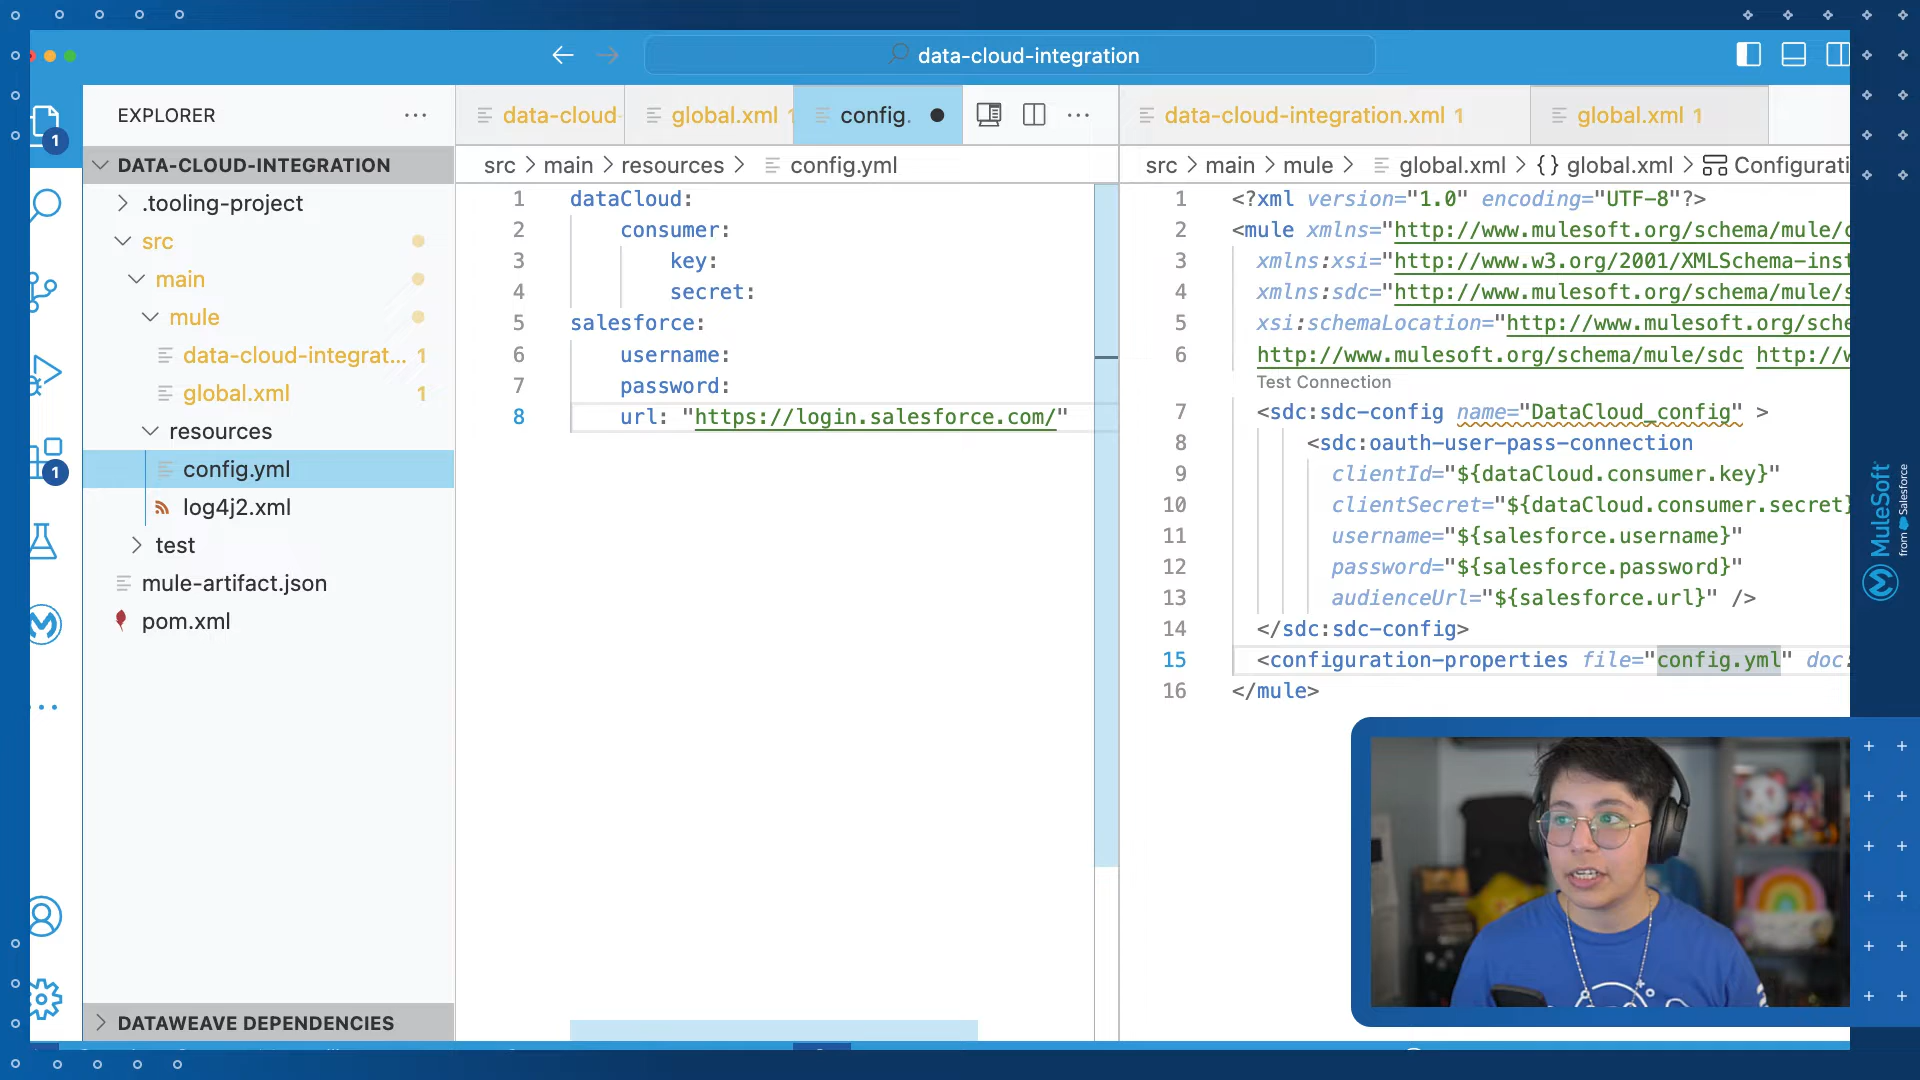 data-cloud-integration
EXPLORER
1
DATA-CLOUD-INTEGRATION
.tooling-project
src
main
mule
data-cloud-integrat... 1
global.xml 1
resources
config.yml
log4j2.xml
test
mule-artifact.json
pom.xml
1
DATAWEAVE DEPENDENCIES
data-cloud-
global.xml 1
config.
src > main > resources > config.yml
1 dataCloud:
2 consumer:
3 key:
4 secret:
5 salesforce:
6 username:
7 password:
8 url: "https://login.salesforce.com/"
data-cloud-integration.xml 1
global.xml 1
src > main > mule > global.xml > {} global.xml > Configurati
1 <?xml version="1.0" encoding="UTF-8"?>
2 <mule xmlns="http://www.mulesoft.org/schema/mule/c
3 xmlns:xsi="http://www.w3.org/2001/XMLSchema-inst
4 xmlns:sdc="http://www.mulesoft.org/schema/mule/s
5 xsi:schemaLocation="http://www.mulesoft.org/sche
6 http://www.mulesoft.org/schema/mule/sdc http://w
Test Connection
7 <sdc:sdc-config name="DataCloud_config" >
8 <sdc:oauth-user-pass-connection
9 clientId="${dataCloud.consumer.key}"
10 clientSecret="${dataCloud.consumer.secret}
11 username="${salesforce.username}"
12 password="${salesforce.password}"
13 audienceUrl="${salesforce.url}" />
14 </sdc:sdc-config>
15 <configuration-properties file="config.yml" doc:
16 </mule>
MuleSoft
from Salesforce